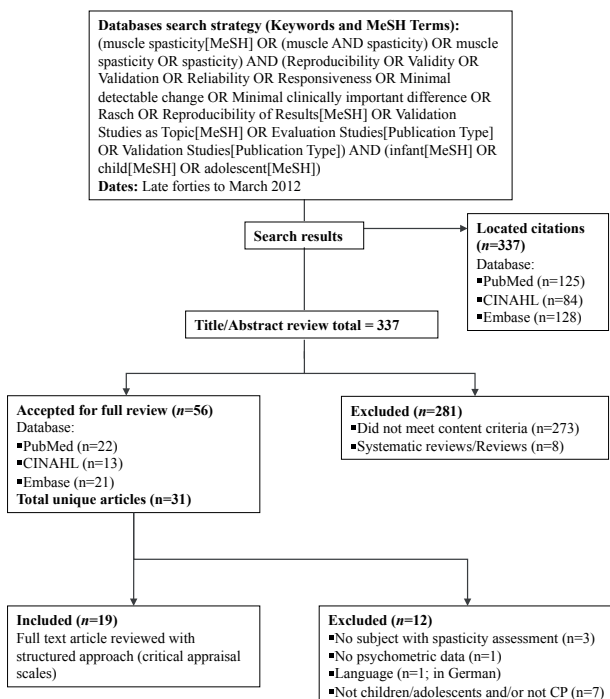 Databases search strategy (Keywords and MeSH Terms):
(muscle spasticity[MeSH] OR (muscle AND spasticity) OR muscle
spasticity OR spasticity) AND (Reproducibility OR Validity OR
Validation OR Reliability OR Responsiveness OR Minimal
detectable change OR Minimal clinically important difference OR
Rasch OR Reproducibility of Results[MeSH] OR Validation
Studies as Topic[MeSH] OR Evaluation Studies[Publication Type]
OR Validation Studies[Publication Type]) AND (infant[MeSH] OR
child[MeSH] OR adolescent[MeSH])
Dates: Late forties to March 2012
Search results
Located citations
(n=337)
Database:
▪PubMed (n=125)
▪CINAHL (n=84)
▪Embase (n=128)
Title/Abstract review total = 337
Accepted for full review (n=56)
Database:
▪PubMed (n=22)
▪CINAHL (n=13)
▪Embase (n=21)
Total unique articles (n=31)
Excluded (n=281)
▪Did not meet content criteria (n=273)
▪Systematic reviews/Reviews (n=8)
Included (n=19)
Full text article reviewed with
structured approach (critical appraisal
scales)
Excluded (n=12)
▪No subject with spasticity assessment (n=3)
▪No psychometric data (n=1)
▪Language (n=1; in German)
▪Not children/adolescents and/or not CP (n=7)